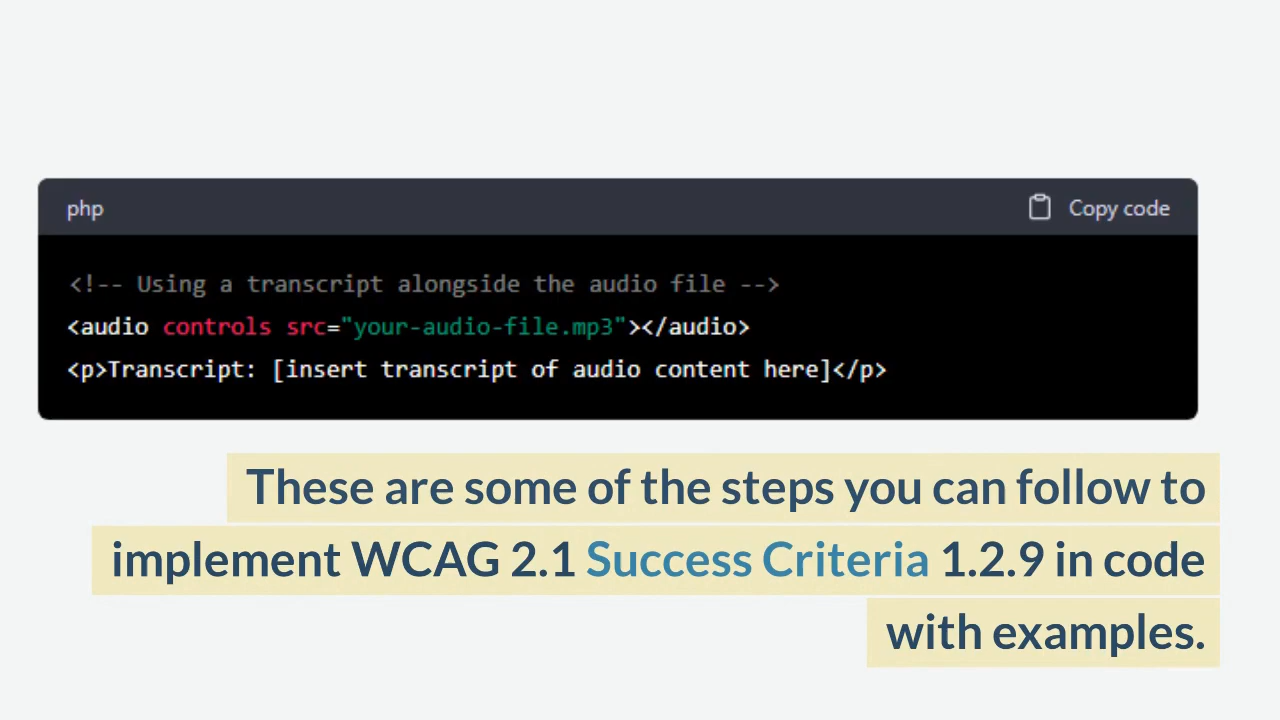 php
Copy code
<!-- Using a transcript alongside the audio file -->
<audio controls src="your-audio-file.mp3"></audio>
<p>Transcript: [insert transcript of audio content here]</p>
These are some of the steps you can follow to
implement WCAG 2.1 Success Criteria 1.2.9 in code
with examples.